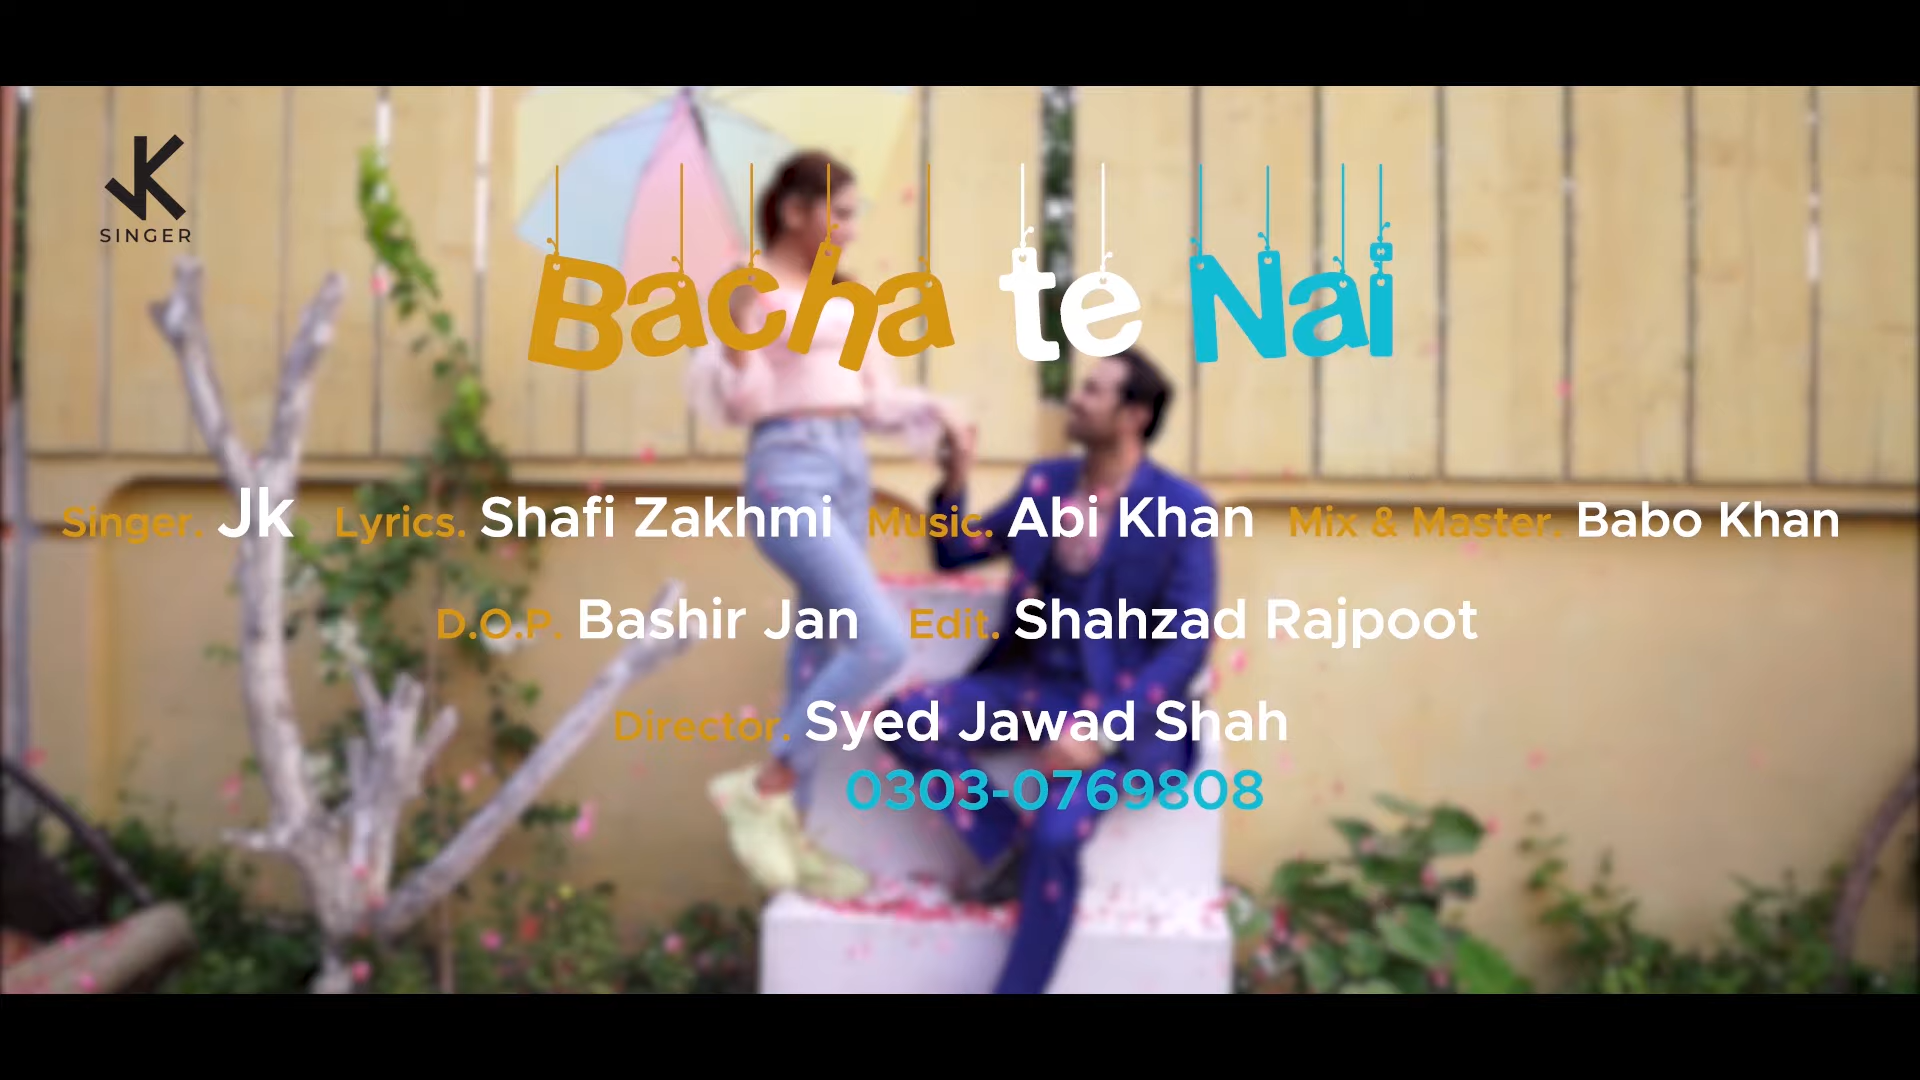 JK
SINGER
Bacha te Nai
Singer. Jk Lyrics. Shafi Zakhmi Music. Abi Khan Mix & Master. Babo Khan
D.O.P. Bashir Jan Edit. Shahzad Rajpoot
Director. Syed Jawad Shah
0303-0769808